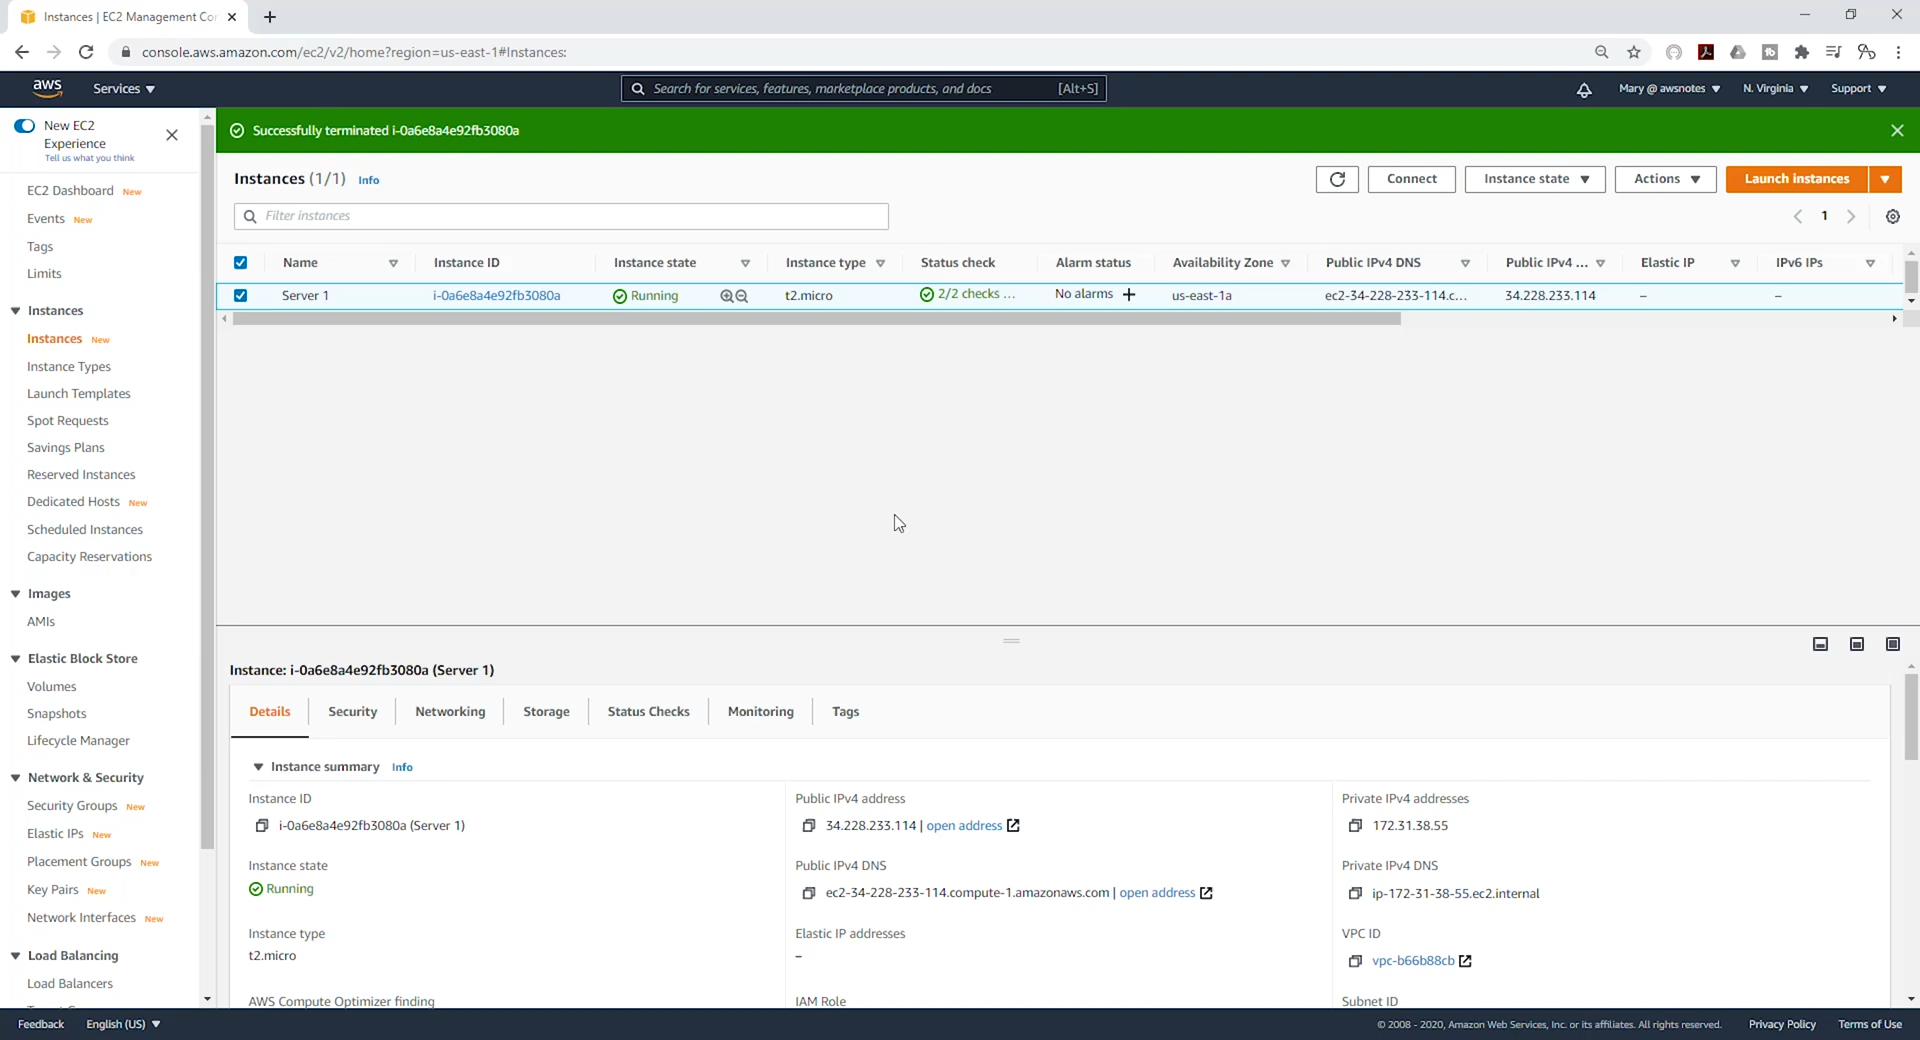 Instances | EC2 Management Cor
console.aws.amazon.com/ec2/v2/home?region=us-east-1#Instances:
aws Services Search for services, features, marketplace products, and docs [Alt+S] Mary @ awsnotes N. Virginia Support
New EC2
Experience
Tell us what you think
EC2 Dashboard New
Events New
Tags
Limits
Instances
Instances New
Instance Types
Launch Templates
Spot Requests
Savings Plans
Reserved Instances
Dedicated Hosts New
Scheduled Instances
Capacity Reservations
Images
AMIs
Elastic Block Store
Volumes
Snapshots
Lifecycle Manager
Network & Security
Security Groups New
Elastic IPs New
Placement Groups New
Key Pairs New
Network Interfaces New
Load Balancing
Load Balancers
Successfully terminated i-0a6e8a4e92fb3080a
Instances (1/1) Info Connect Instance state Actions Launch instances
Filter instances 1
Name Instance ID Instance state Instance type Status check Alarm status Availability Zone Public IPv4 DNS Public IPv4 ... Elastic IP IPv6 IPs
Server 1 i-0a6e8a4e92fb3080a Running t2.micro 2/2 checks ... No alarms + us-east-1a ec2-34-228-233-114.c... 34.228.233.114 – –
Instance: i-0a6e8a4e92fb3080a (Server 1)
Details Security Networking Storage Status Checks Monitoring Tags
Instance summary Info
Instance ID Public IPv4 address Private IPv4 addresses
i-0a6e8a4e92fb3080a (Server 1) 34.228.233.114 | open address 172.31.38.55
Instance state Public IPv4 DNS Private IPv4 DNS
Running ec2-34-228-233-114.compute-1.amazonaws.com | open address ip-172-31-38-55.ec2.internal
Instance type Elastic IP addresses VPC ID
t2.micro – vpc-b66b88cb
AWS Compute Optimizer finding IAM Role Subnet ID
Feedback English (US) © 2008 - 2020, Amazon Web Services, Inc. or its affiliates. All rights reserved. Privacy Policy Terms of Use